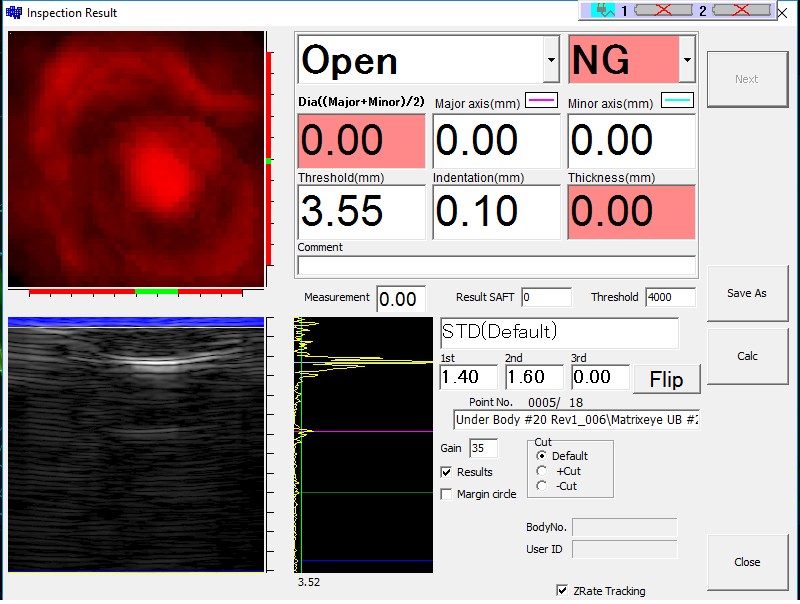 Inspection Result
1 2
Open NG
Next
Dia((Major+Minor)/2) Major axis(mm) Minor axis(mm)
0.00 0.00 0.00
Threshold(mm) Indentation(mm) Thickness(mm)
3.55 0.10 0.00
Comment
Measurement 0.00 Result SAFT 0 Threshold 4000
Save As
STD(Default)
1st 2nd 3rd
1.40 1.60 0.00 Flip
Calc
Point No. 0005/ 18
Under Body #20 Rev1_006\Matrixeye UB #2
Gain 35
Cut
Default
+Cut
-Cut
Results
Margin circle
BodyNo.
User ID
Close
3.52
ZRate Tracking